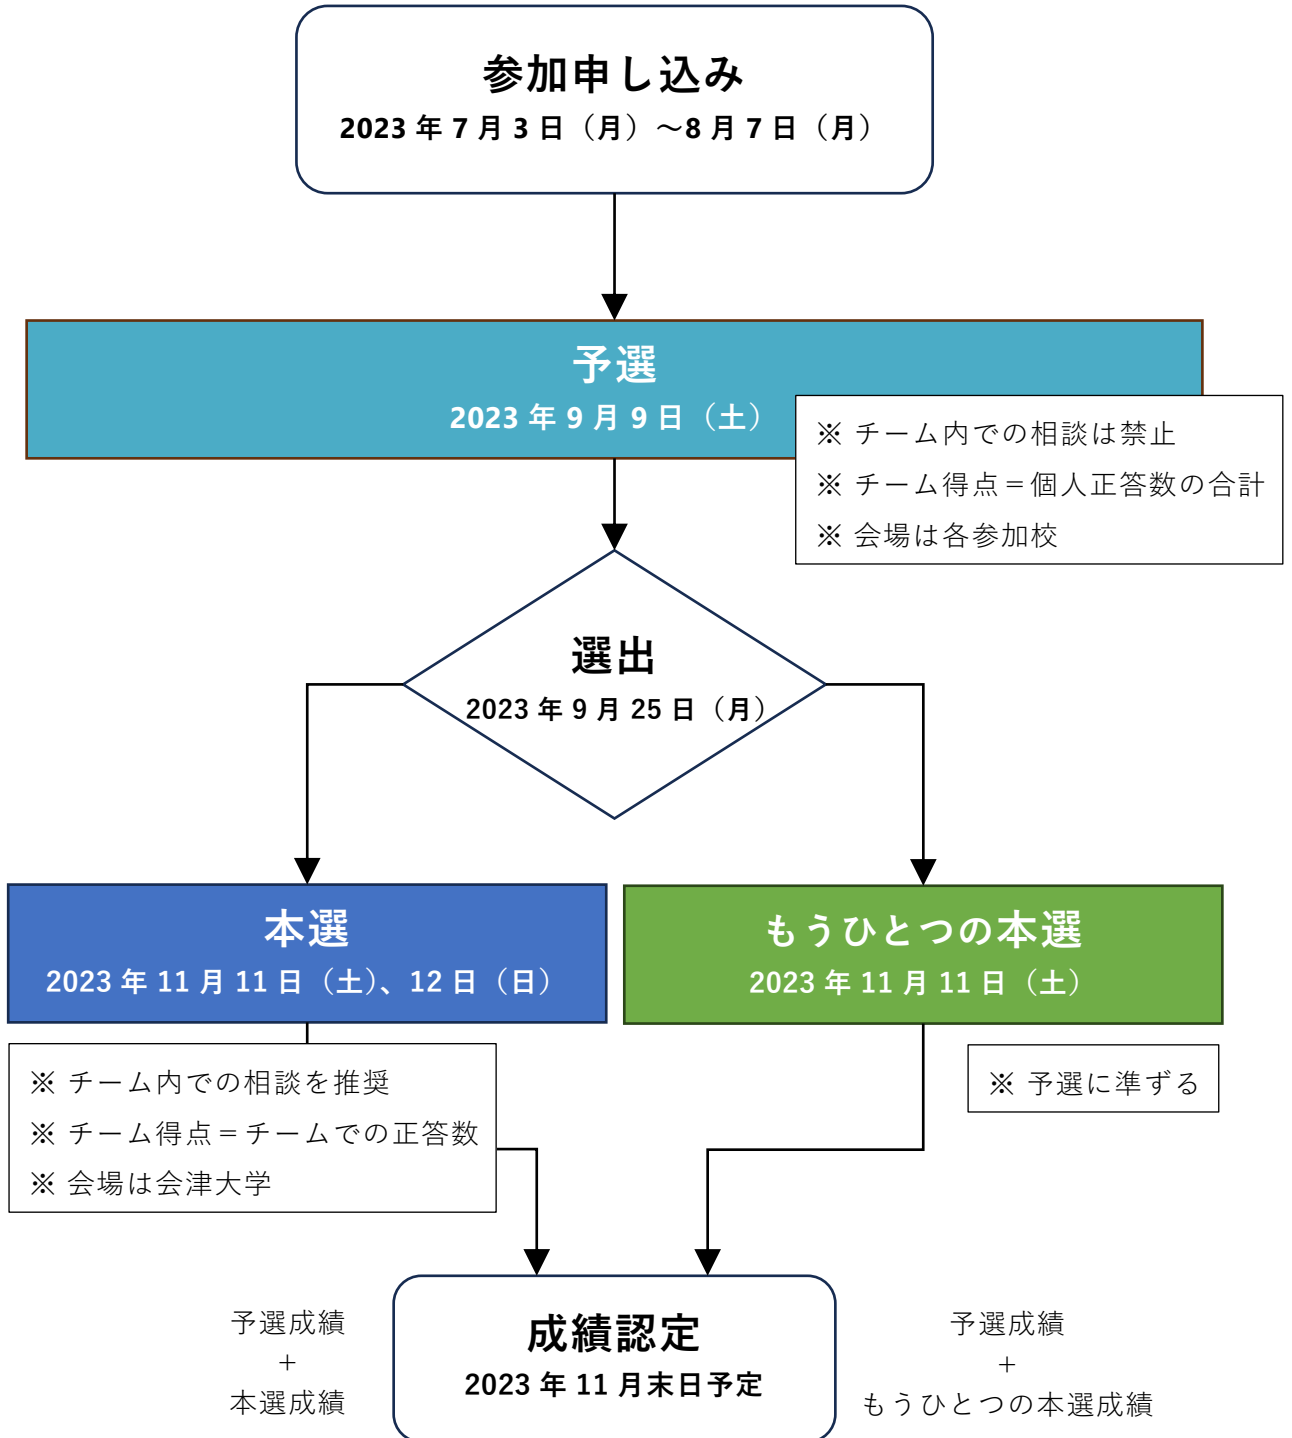 参加申し込み
2023 年 7 月 3 日（月）～8 月 7 日（月）
予選
2023 年 9 月 9 日（土）
※ チーム内での相談は禁止
※ チーム得点＝個人正答数の合計
※ 会場は各参加校
選出
2023 年 9 月 25 日（月）
本選
2023 年 11 月 11 日（土）、12 日（日）
もうひとつの本選
2023 年 11 月 11 日（土）
※ チーム内での相談を推奨
※ チーム得点＝チームでの正答数
※ 会場は会津大学
※ 予選に準ずる
予選成績
＋
本選成績
成績認定
2023 年 11 月末日予定
予選成績
＋
もうひとつの本選成績